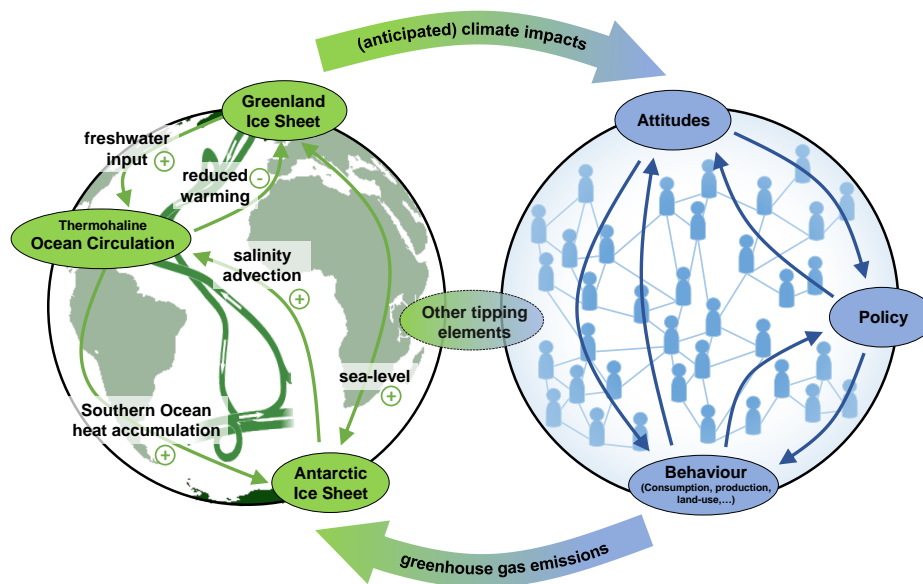 (anticipated) climate impacts
Greenland
Ice Sheet
freshwater
input +
reduced
warming
-
Thermohaline
Ocean Circulation
salinity
advection
+
sea-level
+
Southern Ocean
heat accumulation
+
Antarctic
Ice Sheet
Other tipping
elements
Attitudes
Policy
Behaviour
(Consumption, production,
land-use,…)
greenhouse gas emissions